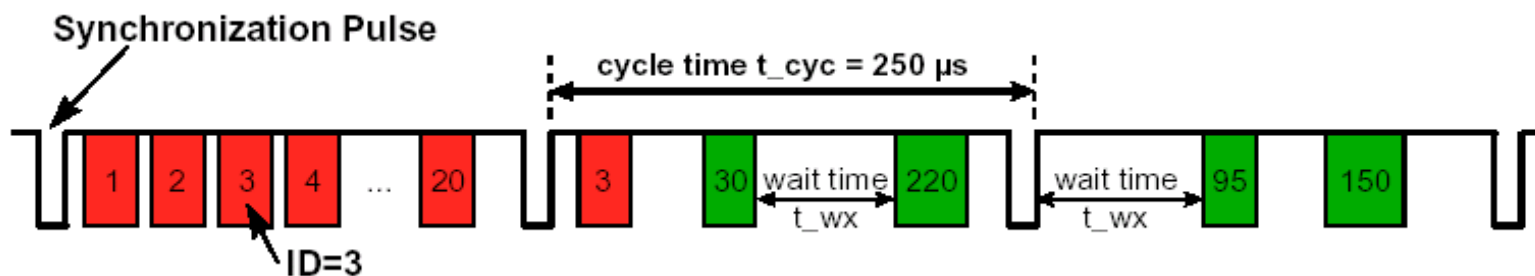 Synchronization Pulse
cycle time t_cyc = 250 µs
1 2 3 4 ... 20 3 30 wait time 220 wait time 95 150
t_wx t_wx
ID=3